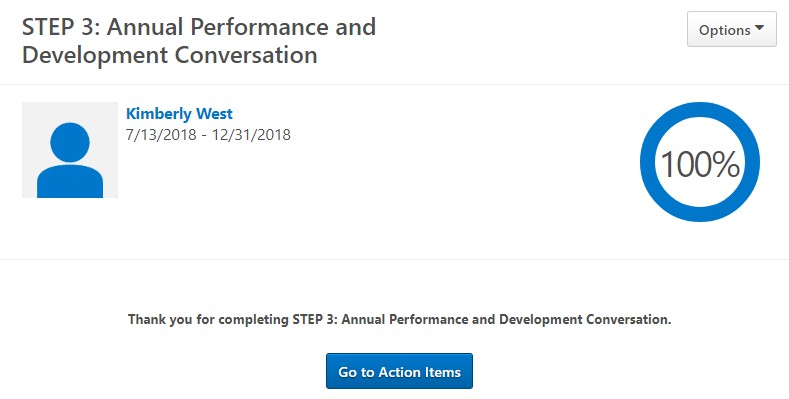 STEP 3: Annual Performance and
Development Conversation
Options
Kimberly West
7/13/2018 - 12/31/2018
100%
Thank you for completing STEP 3: Annual Performance and Development Conversation.
Go to Action Items